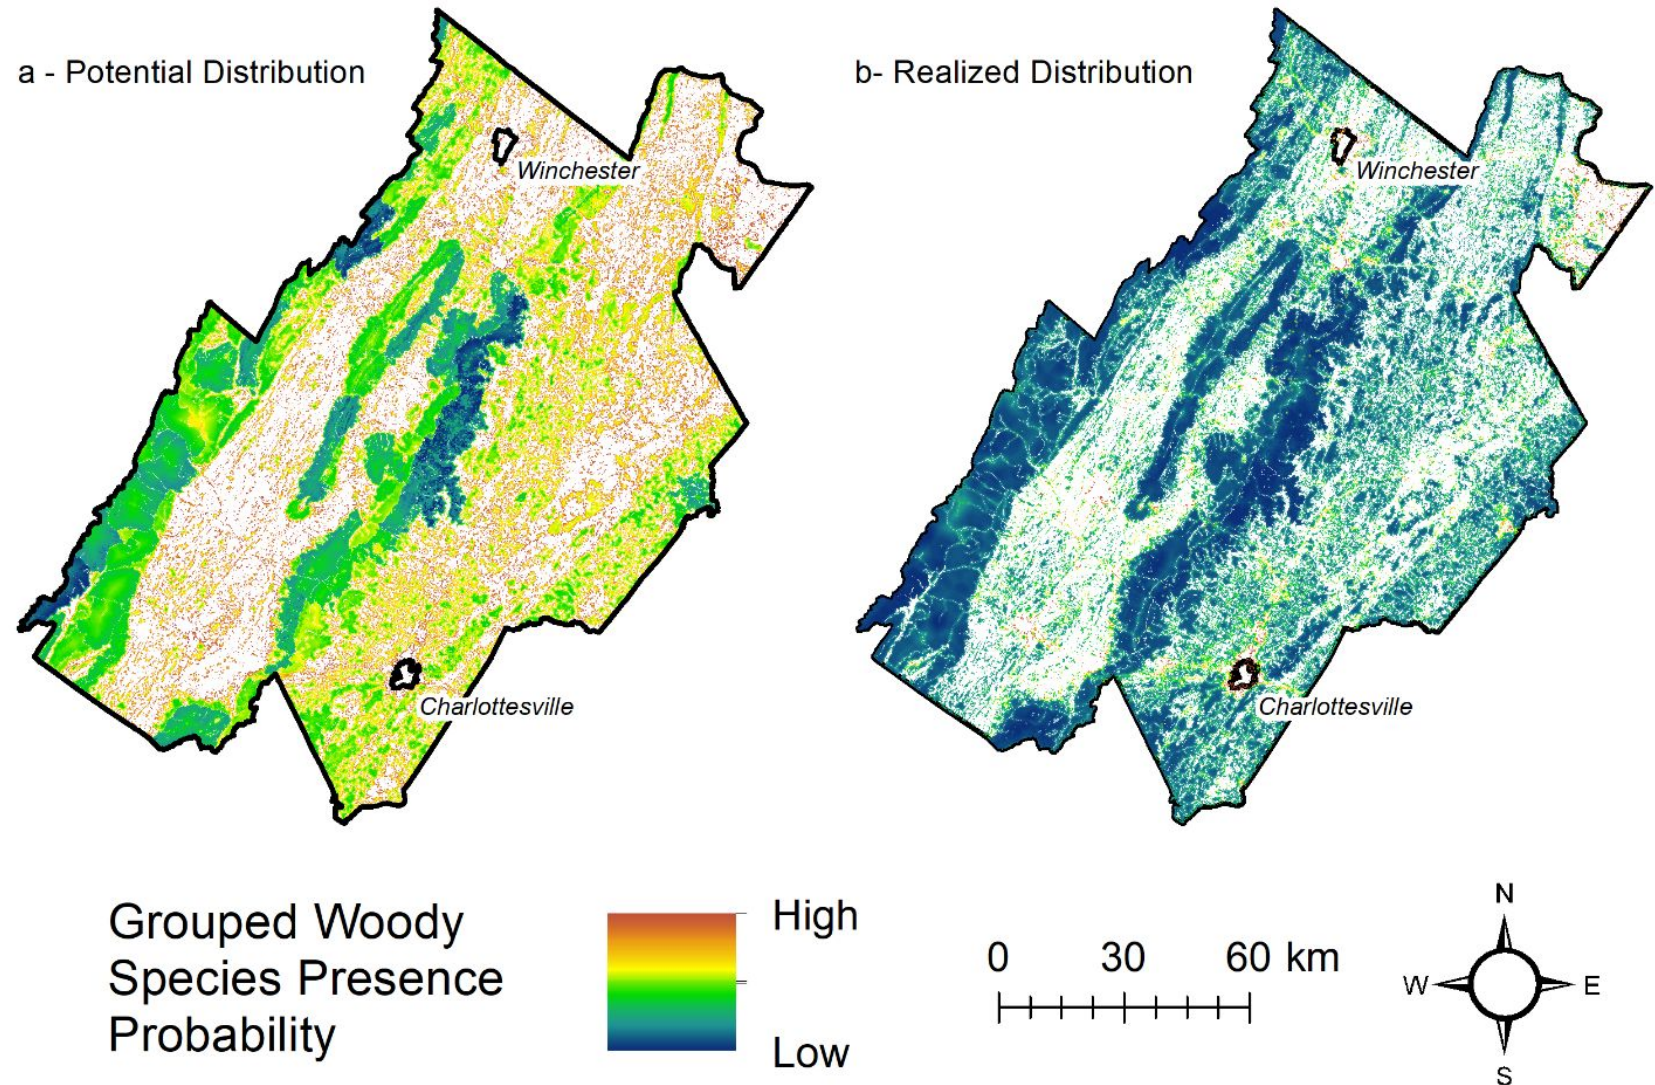 a - Potential Distribution
b- Realized Distribution
Winchester
Winchester
Charlottesville
Charlottesville
Grouped Woody
Species Presence
Probability
High
Low
0 30 60 km
N
W E
S